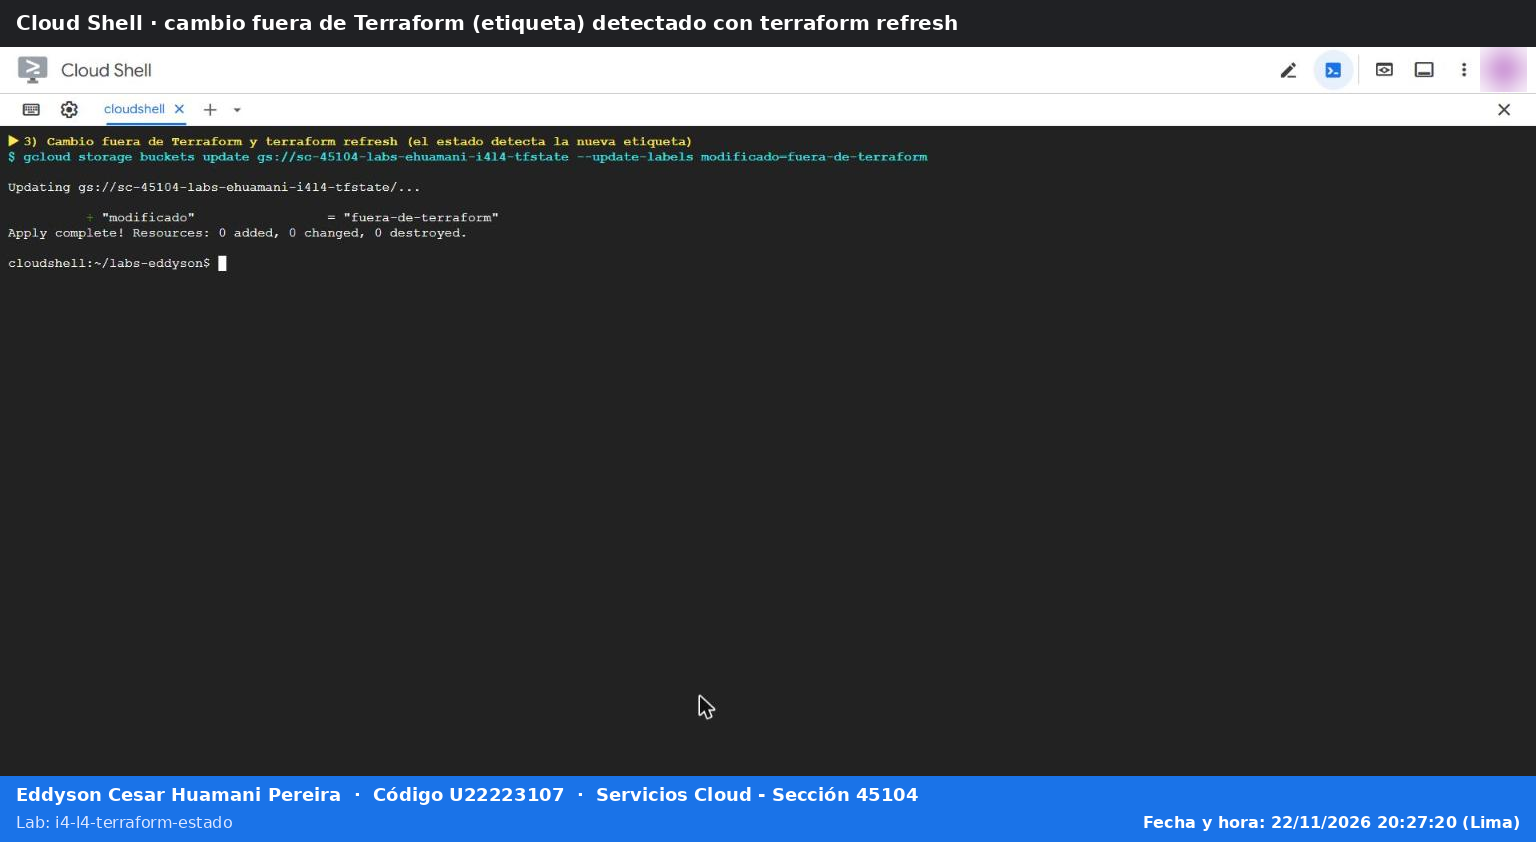 Cloud Shell · cambio fuera de Terraform (etiqueta) detectado con terraform refresh
Cloud Shell
cloudshell
3) Cambio fuera de Terraform y terraform refresh (el estado detecta la nueva etiqueta)
$ gcloud storage buckets update gs://sc-45104-labs-ehuamani-i4l4-tfstate --update-labels modificado=fuera-de-terraform
Updating gs://sc-45104-labs-ehuamani-i4l4-tfstate/...
+ "modificado" = "fuera-de-terraform"
Apply complete! Resources: 0 added, 0 changed, 0 destroyed.
cloudshell:~/labs-eddyson$
Eddyson Cesar Huamani Pereira · Código U22223107 · Servicios Cloud - Sección 45104
Lab: i4-l4-terraform-estado
Fecha y hora: 22/11/2026 20:27:20 (Lima)